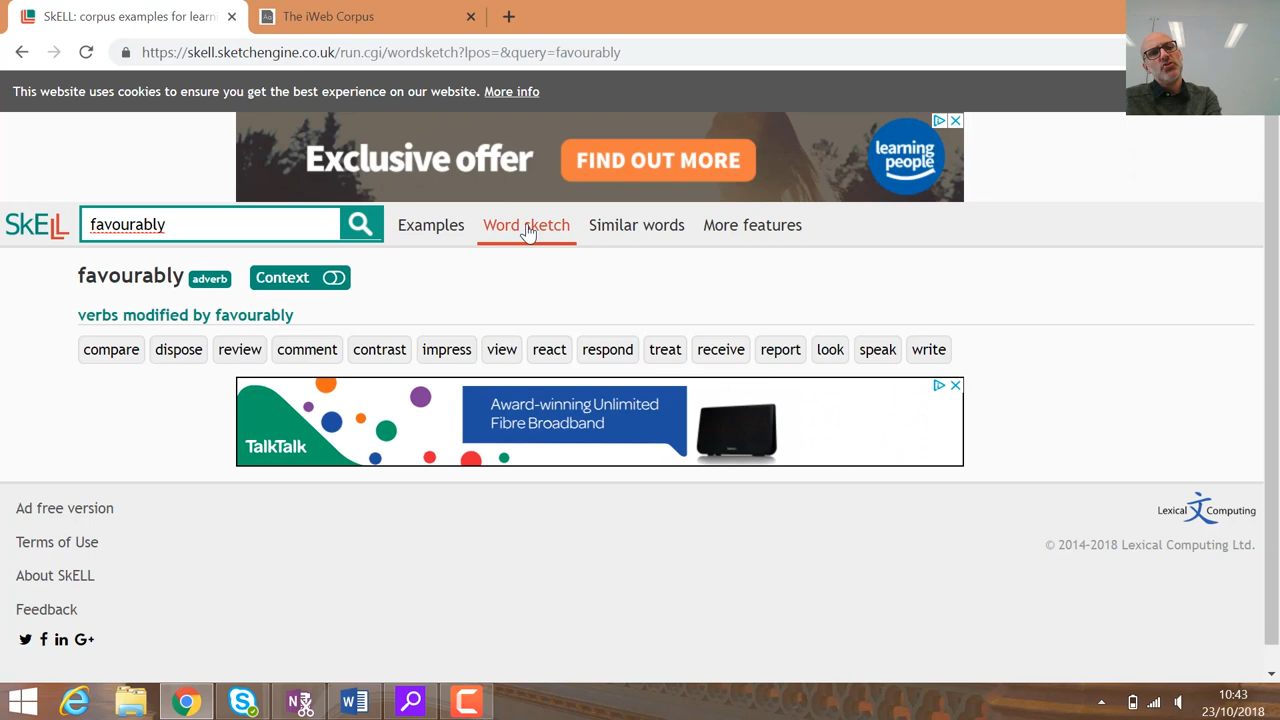 SkELL: corpus examples for learn
The iWeb Corpus
https://skell.sketchengine.co.uk/run.cgi/wordsketch?lpos=&query=favourably
This website uses cookies to ensure you get the best experience on our website. More info
Exclusive offer
FIND OUT MORE
learning
people
SkELL
favourably
Examples
Word sketch
Similar words
More features
favourably adverb
Context
verbs modified by favourably
compare dispose review comment contrast impress view react respond treat receive report look speak write
TalkTalk
Award-winning Unlimited
Fibre Broadband
Ad free version
Terms of Use
About SkELL
Feedback
G+
Lexical Computing
© 2014-2018 Lexical Computing Ltd.
10:43
23/10/2018